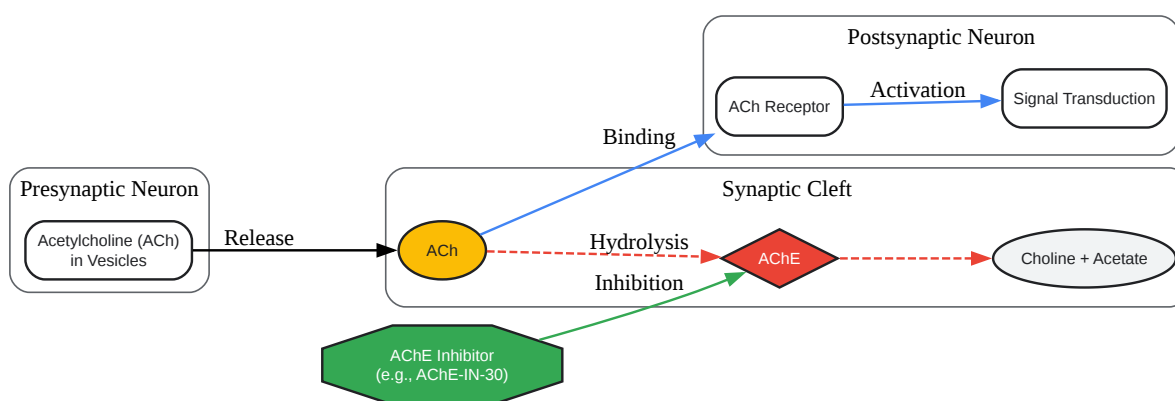 Postsynaptic Neuron
ACh Receptor
Activation
Signal Transduction
Binding
Presynaptic Neuron
Acetylcholine (ACh)
in Vesicles
Release
Synaptic Cleft
ACh
Hydrolysis
AChE
Choline + Acetate
Inhibition
AChE Inhibitor
(e.g., AChE-IN-30)